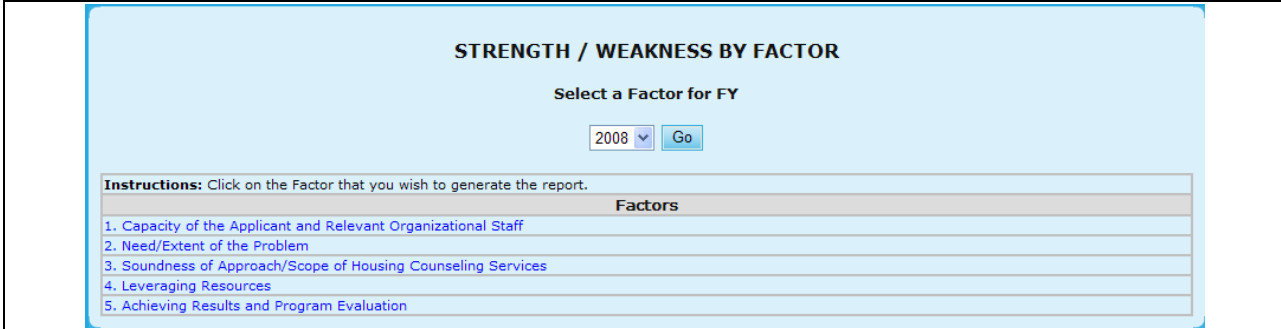 STRENGTH / WEAKNESS BY FACTOR
Select a Factor for FY
2008 Go
Instructions: Click on the Factor that you wish to generate the report.
Factors
1. Capacity of the Applicant and Relevant Organizational Staff
2. Need/Extent of the Problem
3. Soundness of Approach/Scope of Housing Counseling Services
4. Leveraging Resources
5. Achieving Results and Program Evaluation